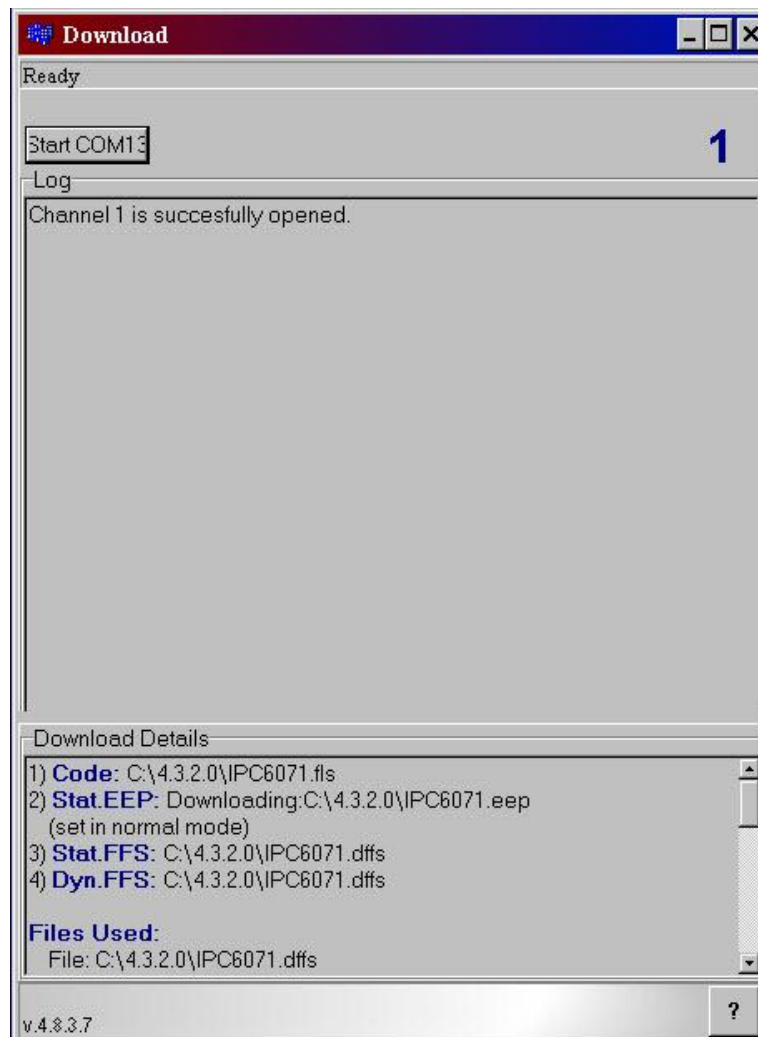 Download
Ready
Start COM13
1
Log
Channel 1 is succesfully opened.
Download Details
1) Code: C:\4.3.2.0\IPC6071.fls
2) Stat.EEP: Downloading:C:\4.3.2.0\IPC6071.eep
(set in normal mode)
3) Stat.FFS: C:\4.3.2.0\IPC6071.dffs
4) Dyn.FFS: C:\4.3.2.0\IPC6071.dffs
Files Used:
File: C:\4.3.2.0\IPC6071.dffs
v.4.8.3.7
?